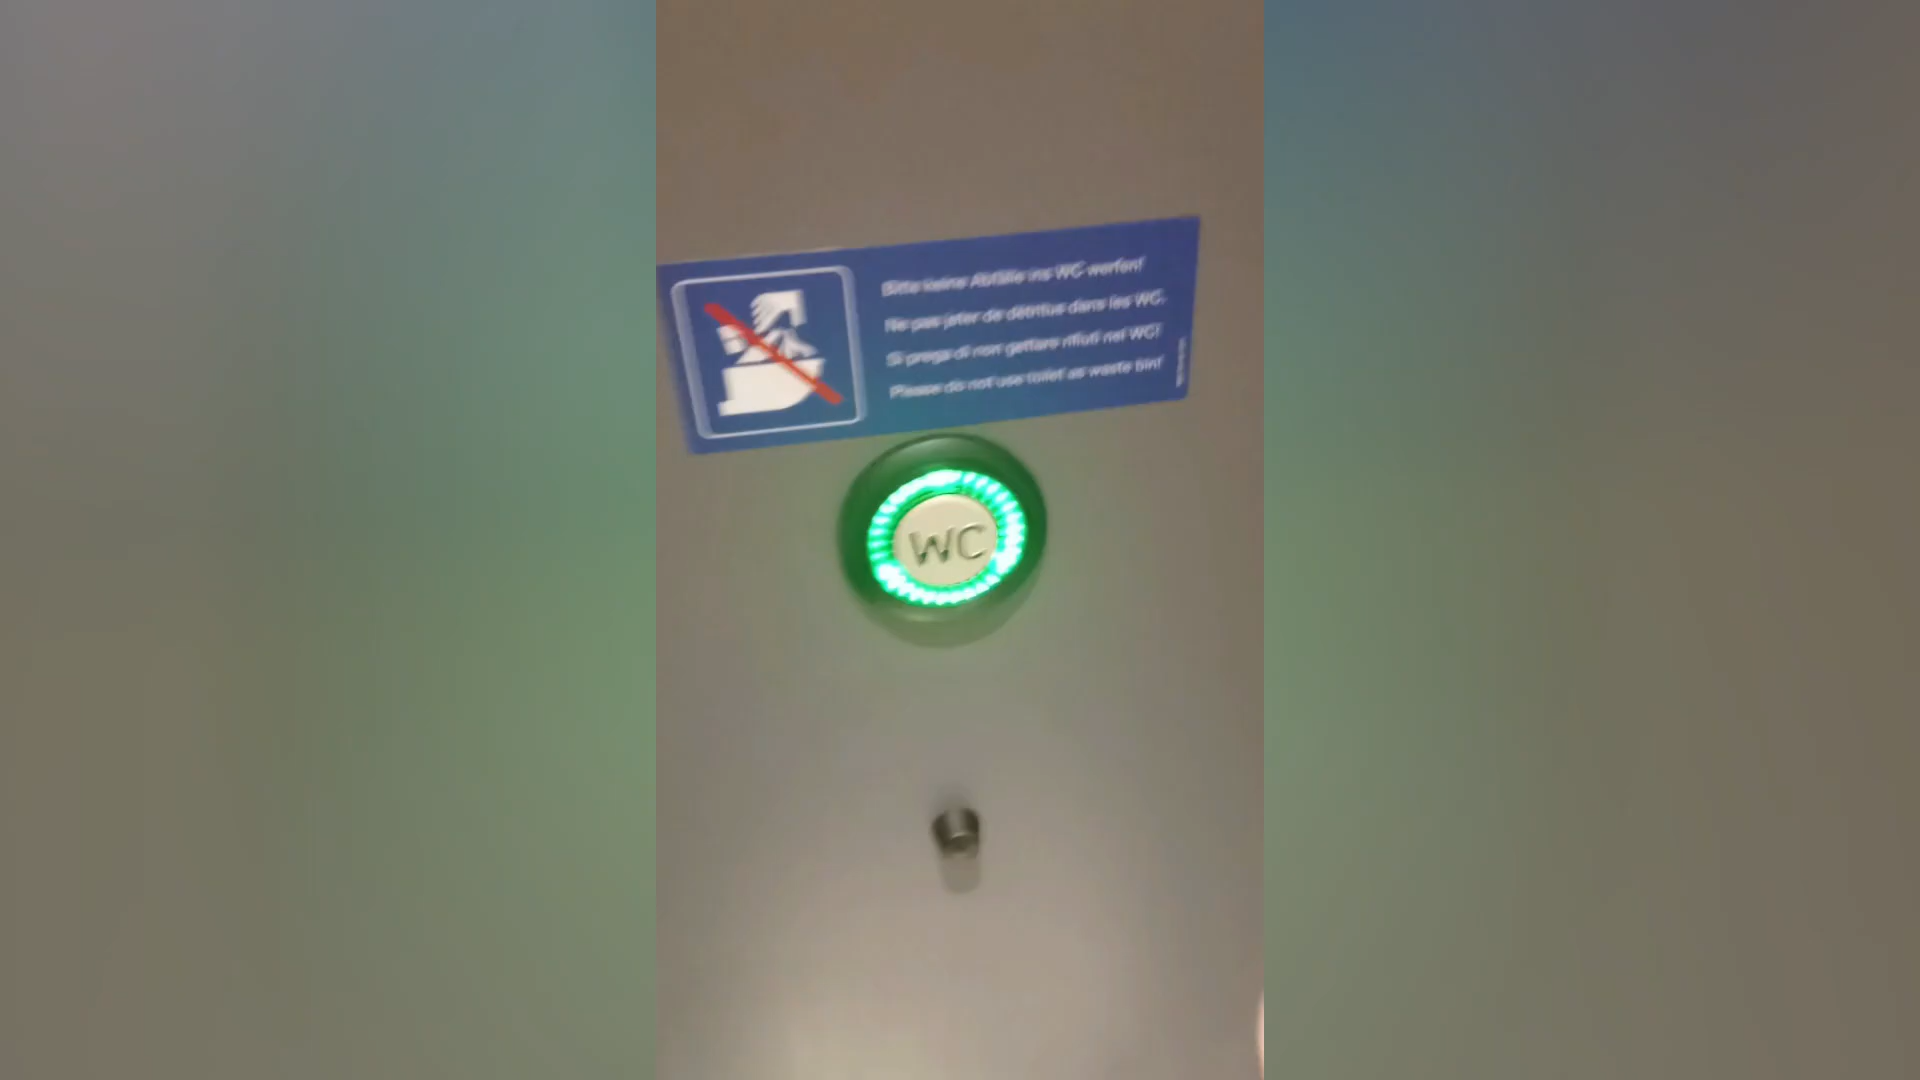 Bitte keine Abfälle ins WC werfen!
Ne pas jeter de détritus dans les WC.
Si prega di non gettare rifiuti nel WC!
Please do not use toilet as waste bin!
WC